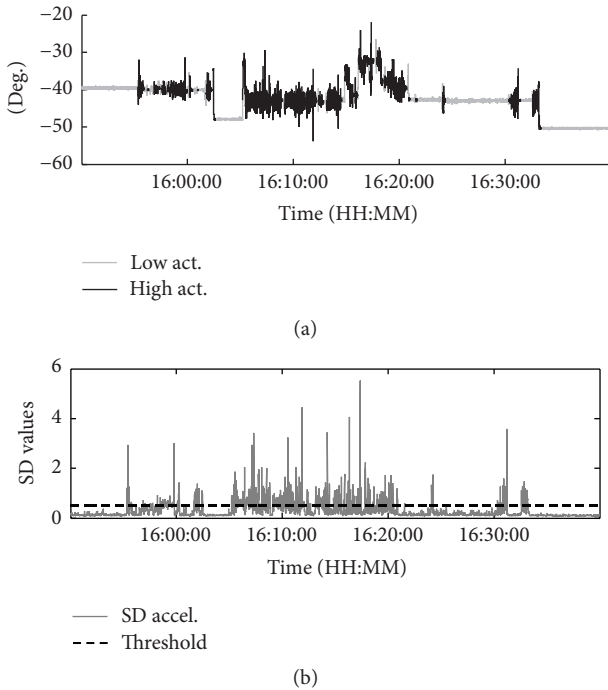 −20
−30
−40
−50
−60
(Deg.)
16:00:00 16:10:00 16:20:00 16:30:00
Time (HH:MM)
Low act.
High act.
(a)
6
4
2
0
SD values
16:00:00 16:10:00 16:20:00 16:30:00
Time (HH:MM)
SD accel.
Threshold
(b)